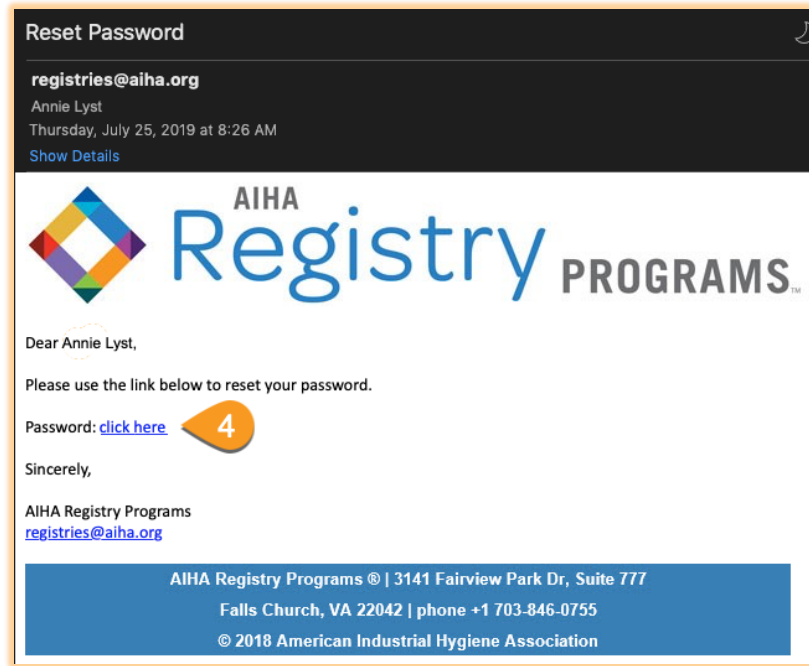 Reset Password
registries@aiha.org
Annie Lyst
Thursday, July 25, 2019 at 8:26 AM
Show Details
AIHA
Registry PROGRAMS™
Dear Annie Lyst,
Please use the link below to reset your password.
Password: click here 4
Sincerely,
AIHA Registry Programs
registries@aiha.org
AIHA Registry Programs ® | 3141 Fairview Park Dr, Suite 777
Falls Church, VA 22042 | phone +1 703-846-0755
© 2018 American Industrial Hygiene Association